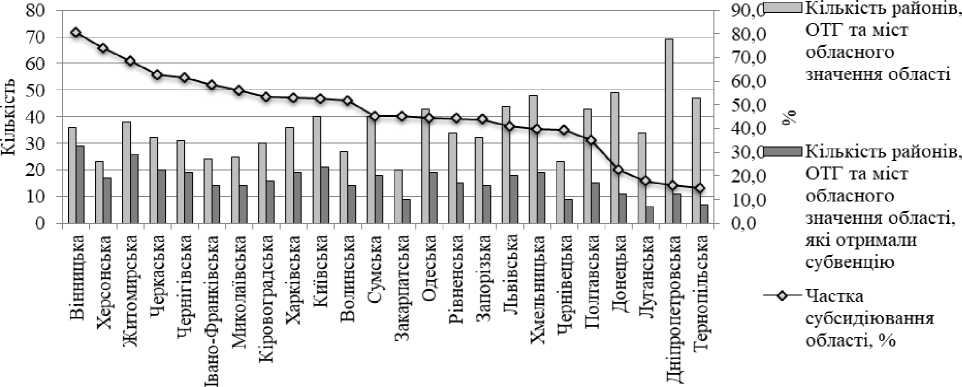 Кількість
80
70
60
50
40
30
20
10
0
90,0
80,0
70,0
60,0
50,0
40,0
30,0
20,0
10,0
0,0
%
Вінницька
Херсонська
Житомирська
Черкаська
Чернігівська
Івано-Франківська
Миколаївська
Кіровоградська
Харківська
Київська
Волинська
Сумська
Закарпатська
Одеська
Рівненська
Запорізька
Львівська
Хмельницька
Чернівецька
Полтавська
Донецька
Луганська
Дніпропетровська
Тернопільська
Кількість районів,
ОТГ та міст
обласного
значення області
Кількість районів,
ОТГ та міст
обласного
значення області,
які отримали
субвенцію
Частка
субсидіювання
області, %